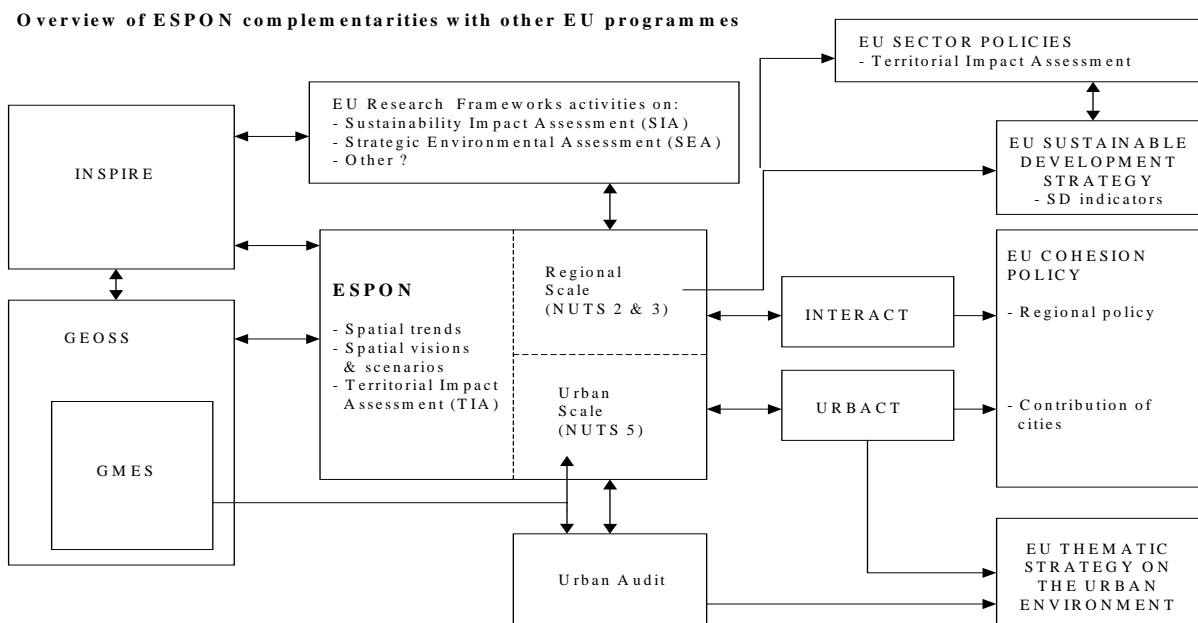 Overview of ESPON complementarities with other EU programmes
EU SECTOR POLICIES
- Territorial Impact Assessment
EU Research Frameworks activities on:
- Sustainability Impact Assessment (SIA)
- Strategic Environmental Assessment (SEA)
- Other ?
INSPIRE
EU SUSTAINABLE
DEVELOPMENT
STRATEGY
- SD indicators
ESPON
- Spatial trends
- Spatial visions
& scenarios
- Territorial Impact
Assessment (TIA)
Regional
Scale
(NUTS 2 & 3)
Urban
Scale
(NUTS 5)
GEOSS
GMES
INTERACT
URBACT
EU COHESION
POLICY
- Regional policy
- Contribution of
cities
Urban Audit
EU THEMATIC
STRATEGY ON
THE URBAN
ENVIRONMENT